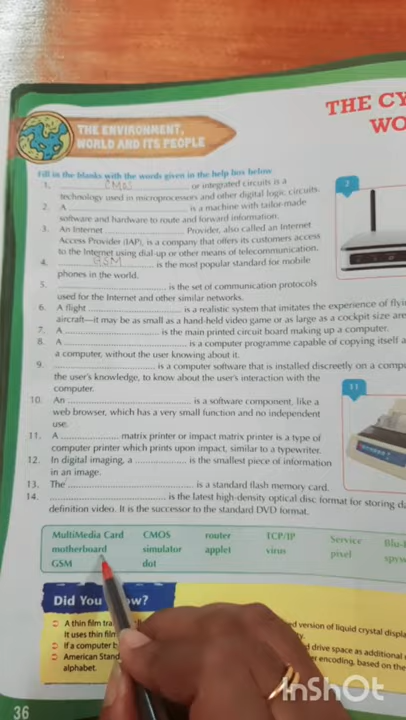 THE CY
WO
THE ENVIRONMENT,
WORLD AND ITS PEOPLE
Fill in the blanks with the words given in the help box below
1. CMOS or integrated circuits is a
technology used in microprocessors and other digital logic circuits.
2. A is a machine with tailor-made
software and hardware to route and forward information.
3. An Internet Provider, also called an Internet
Access Provider (IAP), is a company that offers its customers access
to the Internet using dial-up or other means of telecommunication.
4. GSM is the most popular standard for mobile
phones in the world.
5. is the set of communication protocols
used for the Internet and other similar networks.
6. A flight is a realistic system that imitates the experience of flyi
aircraft—it may be as small as a hand-held video game or as large as a cockpit size are
7. A is the main printed circuit board making up a computer.
8. A is a computer programme capable of copying itself a
a computer, without the user knowing about it.
9. is a computer software that is installed discreetly on a compu
the user's knowledge, to know about the user's interaction with the
computer.
10. An is a software component, like a
web browser, which has a very small function and no independent
use.
11. A matrix printer or impact matrix printer is a type of
computer printer which prints upon impact, similar to a typewriter.
12. In digital imaging, a is the smallest piece of information
in an image.
13. The is a standard flash memory card.
14. is the latest high-density optical disc format for storing da
definition video. It is the successor to the standard DVD format.
2
11
MultiMedia Card CMOS router TCP/IP Service Blu-
motherboard simulator applet virus pixel spyw
GSM dot
Did You
A thin film tra
It uses thin film
If a computer
American Stand
alphabet.
ed version of liquid crystal displa
d drive space as additional
er encoding, based on the
36
InShOt